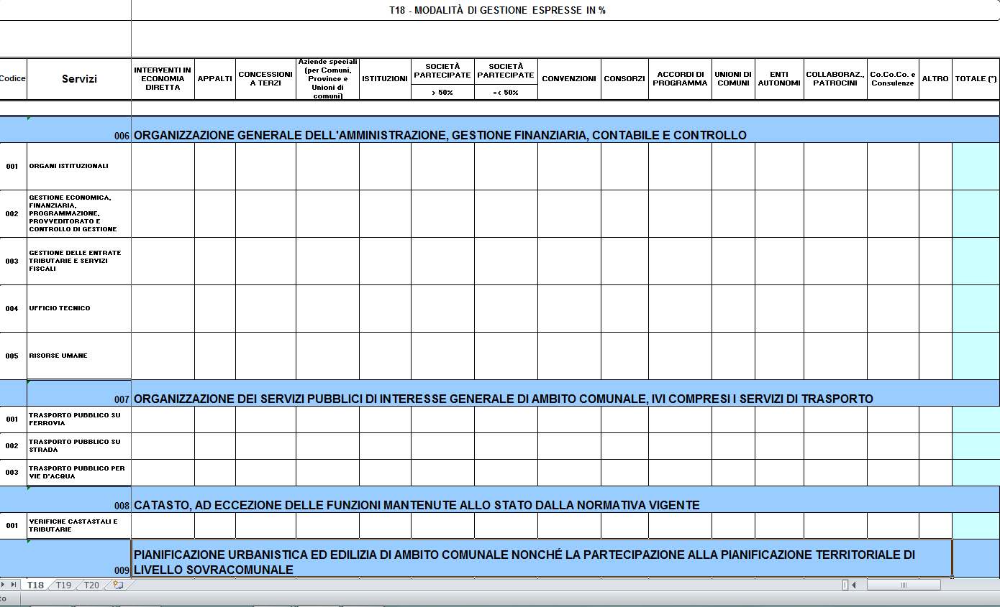 T18 - MODALITÀ DI GESTIONE ESPRESSE IN %
Codice
Servizi
INTERVENTI IN
ECONOMIA
DIRETTA
APPALTI
CONCESSIONI
A TERZI
Aziende speciali
(per Comuni,
Province e
Unioni di
comuni)
ISTITUZIONI
SOCIETÀ
PARTECIPATE
> 50%
SOCIETÀ
PARTECIPATE
=< 50%
CONVENZIONI
CONSORZI
ACCORDI DI
PROGRAMMA
UNIONI DI
COMUNI
ENTI
AUTONOMI
COLLABORAZ.,
PATROCINI
Co.Co.Co. e
Consulenze
ALTRO
TOTALE (*)
006 ORGANIZZAZIONE GENERALE DELL'AMMINISTRAZIONE, GESTIONE FINANZIARIA, CONTABILE E CONTROLLO
001 ORGANI ISTITUZIONALI
002 GESTIONE ECONOMICA,
FINANZIARIA,
PROGRAMMAZIONE,
PROVVEDITORATO E
CONTROLLO DI GESTIONE
003 GESTIONE DELLE ENTRATE
TRIBUTARIE E SERVIZI
FISCALI
004 UFFICIO TECNICO
005 RISORSE UMANE
007 ORGANIZZAZIONE DEI SERVIZI PUBBLICI DI INTERESSE GENERALE DI AMBITO COMUNALE, IVI COMPRESI I SERVIZI DI TRASPORTO
001 TRASPORTO PUBBLICO SU
FERROVIA
002 TRASPORTO PUBBLICO SU
STRADA
003 TRASPORTO PUBBLICO PER
VIE D'ACQUA
008 CATASTO, AD ECCEZIONE DELLE FUNZIONI MANTENUTE ALLO STATO DALLA NORMATIVA VIGENTE
001 VERIFICHE CASTASTALI E
TRIBUTARIE
009 PIANIFICAZIONE URBANISTICA ED EDILIZIA DI AMBITO COMUNALE NONCHÉ LA PARTECIPAZIONE ALLA PIANIFICAZIONE TERRITORIALE DI
LIVELLO SOVRACOMUNALE
T18 T19 T20
to